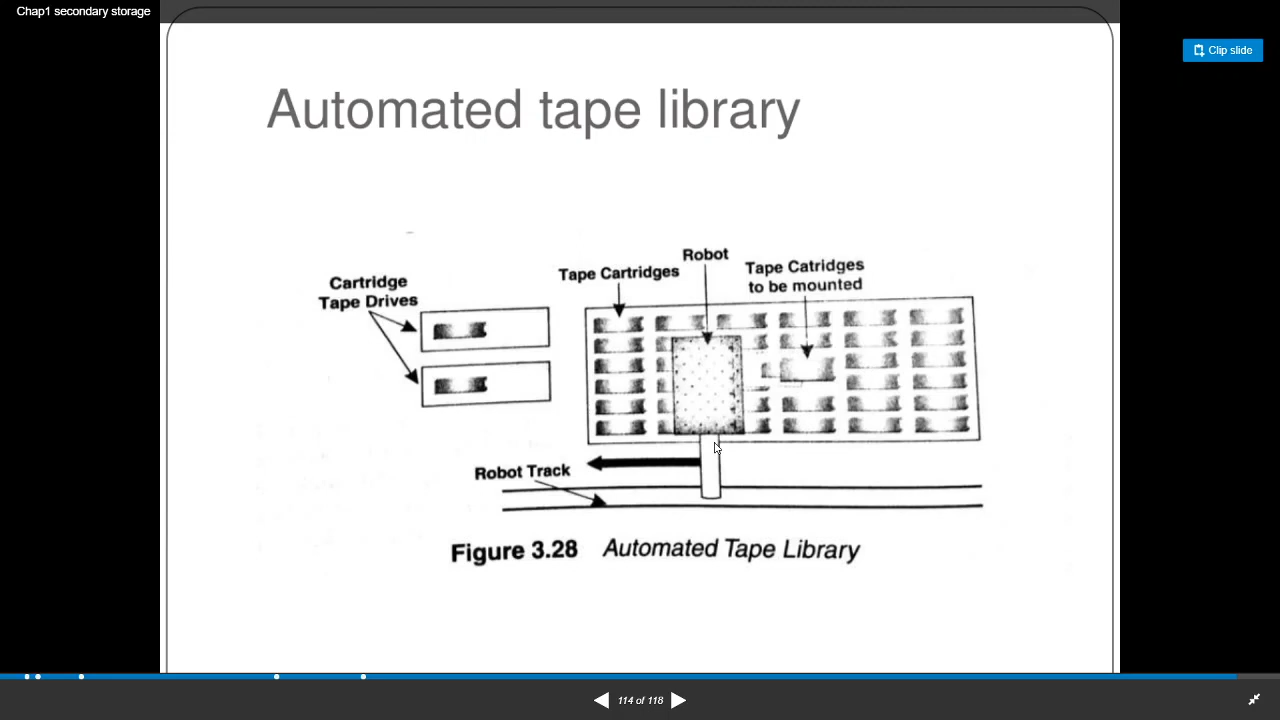 Chap1 secondary storage
Clip slide
Automated tape library
Robot
Tape Cartridges
Tape Catridges
to be mounted
Cartridge
Tape Drives
Robot Track
Figure 3.28 Automated Tape Library
114 of 118